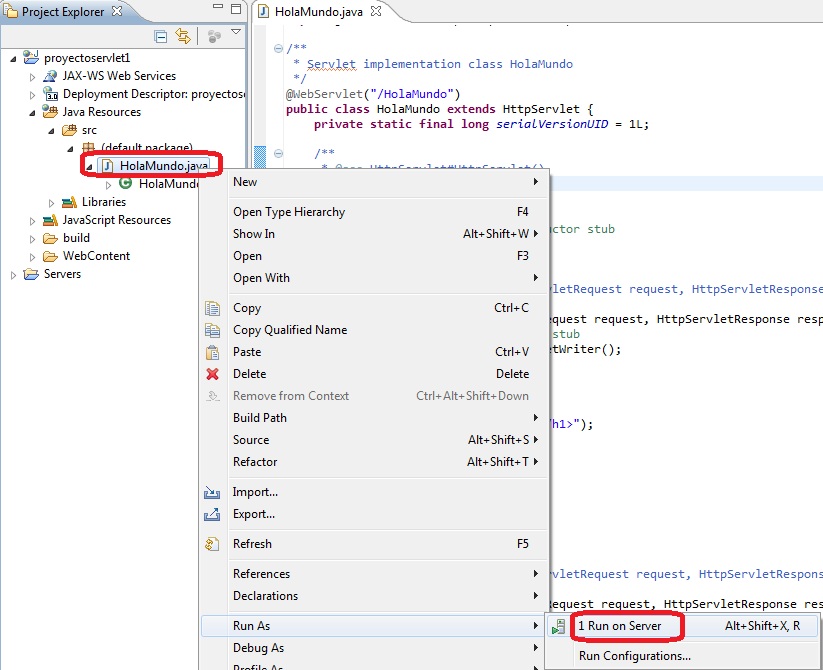 Project Explorer
proyectoservlet1
JAX-WS Web Services
Deployment Descriptor: proyectose
Java Resources
src
(default package)
HolaMundo.java
HolaMundo
Libraries
JavaScript Resources
build
WebContent
Servers
HolaMundo.java
/**
* Servlet implementation class HolaMundo
*/
@WebServlet("/HolaMundo")
public class HolaMundo extends HttpServlet {
private static final long serialVersionUID = 1L;
/**
* @see HttpServlet#HttpServlet()
uctor stub
vletRequest request, HttpServletResponse
quest request, HttpServletResponse resp
stub
etWriter();
/h1>");
vletRequest request, HttpServletRespons
Request request, HttpServletResponse res
New
Open Type Hierarchy F4
Show In Alt+Shift+W
Open F3
Open With
Copy Ctrl+C
Copy Qualified Name
Paste Ctrl+V
Delete Delete
Remove from Context Ctrl+Alt+Shift+Down
Build Path
Source Alt+Shift+S
Refactor Alt+Shift+T
Import...
Export...
Refresh F5
References
Declarations
Run As
Debug As
Profile As
1 Run on Server Alt+Shift+X, R
Run Configurations...